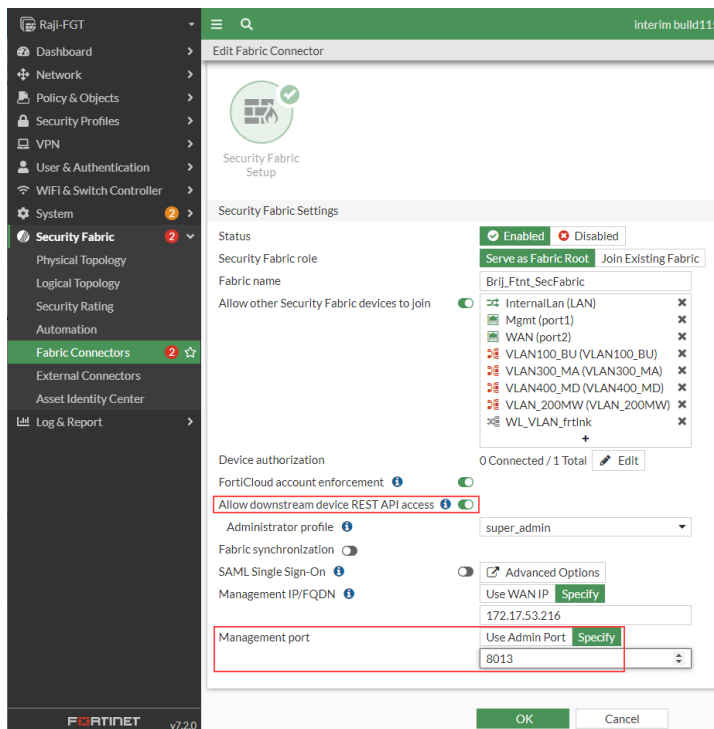 Raji-FGT
interim build11
Dashboard
Edit Fabric Connector
Network
Policy & Objects
Security Profiles
VPN
User & Authentication
WiFi & Switch Controller
System 2
Security Fabric 2
Physical Topology
Logical Topology
Security Rating
Automation
Fabric Connectors 2
External Connectors
Asset Identity Center
Log & Report
FORTINET v7.2.0
Security Fabric
Setup
Security Fabric Settings
Status Enabled Disabled
Security Fabric role Serve as Fabric Root Join Existing Fabric
Fabric name Brij_Ftnt_SecFabric
Allow other Security Fabric devices to join InternalLan (LAN)
Mgmt (port1)
WAN (port2)
VLAN100_BU (VLAN100_BU)
VLAN300_MA (VLAN300_MA)
VLAN400_MD (VLAN400_MD)
VLAN_200MW (VLAN_200MW)
WL_VLAN_frtlnk
+
Device authorization 0 Connected / 1 Total Edit
FortiCloud account enforcement
Allow downstream device REST API access
Administrator profile super_admin
Fabric synchronization
SAML Single Sign-On Advanced Options
Management IP/FQDN Use WAN IP Specify
172.17.53.216
Management port Use Admin Port Specify
8013
OK Cancel